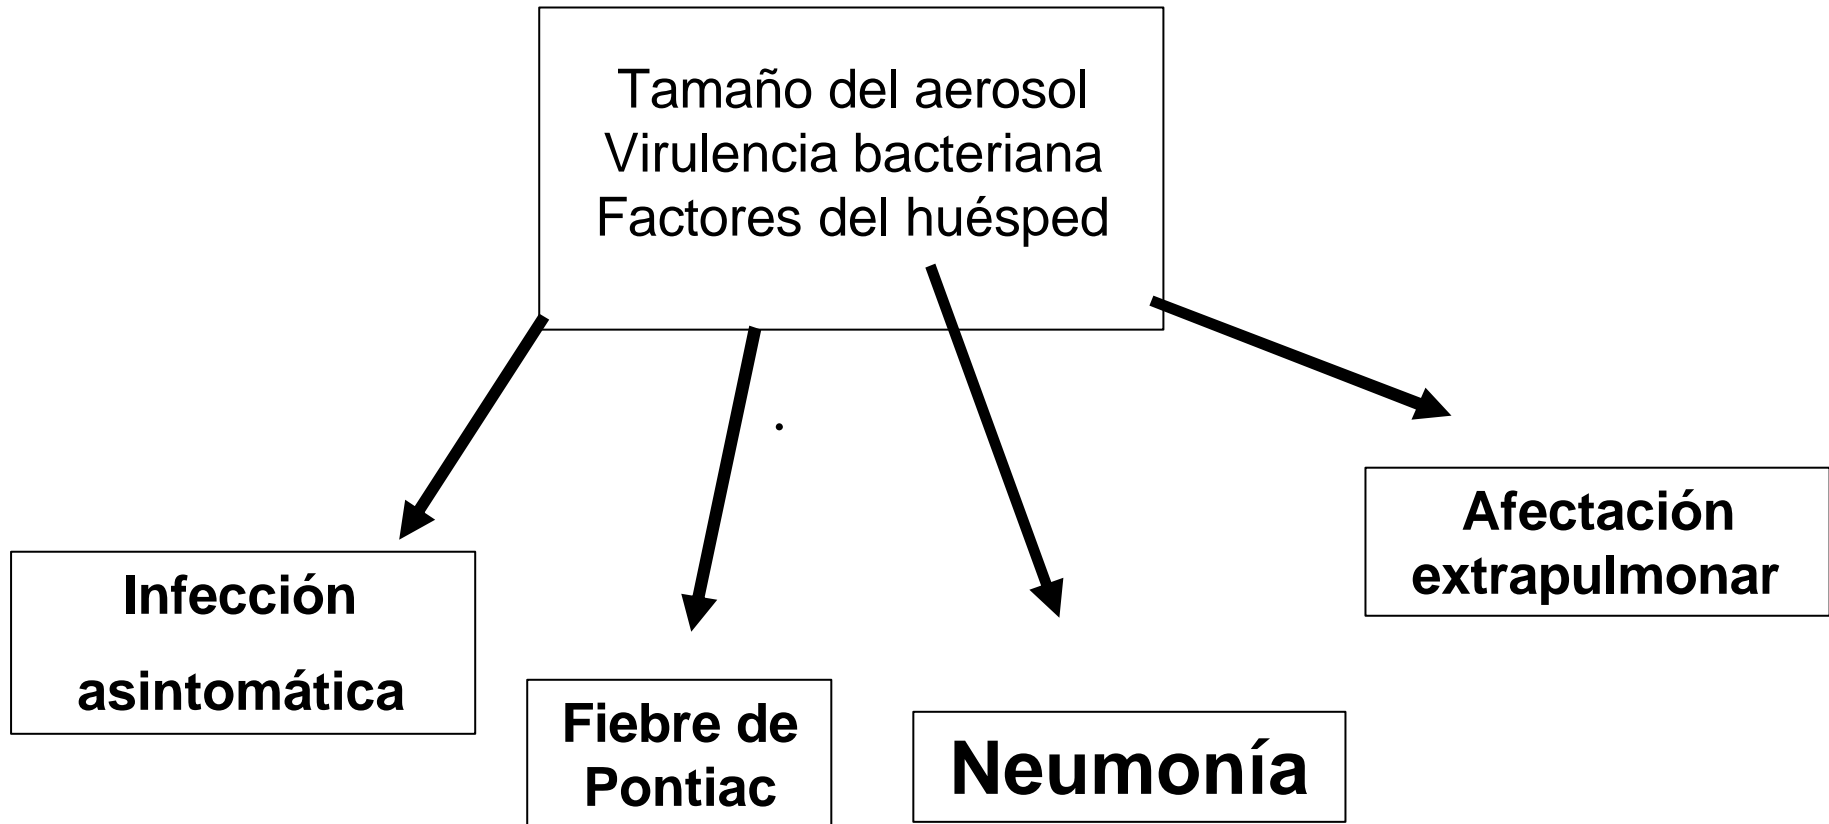 Tamaño del aerosol
Virulencia bacteriana
Factores del huésped
.
Infección
asintomática
Fiebre de
Pontiac
Neumonía
Afectación
extrapulmonar